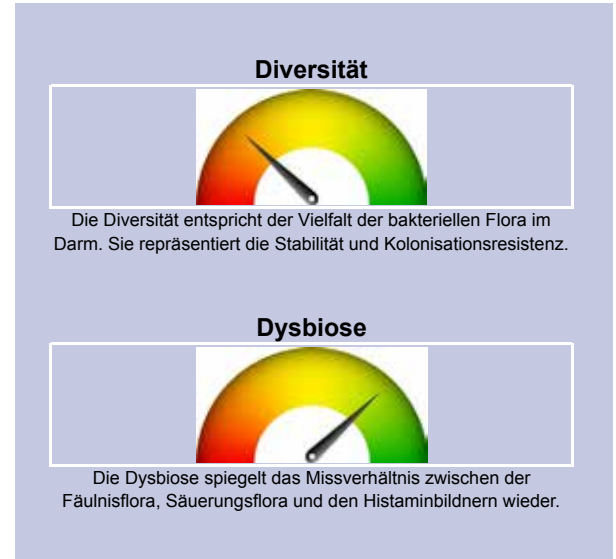 Diversität
Die Diversität entspricht der Vielfalt der bakteriellen Flora im
Darm. Sie repräsentiert die Stabilität und Kolonisationsresistenz.
Dysbiose
Die Dysbiose spiegelt das Missverhältnis zwischen der
Fäulnisflora, Säuerungsflora und den Histaminbildnern wieder.